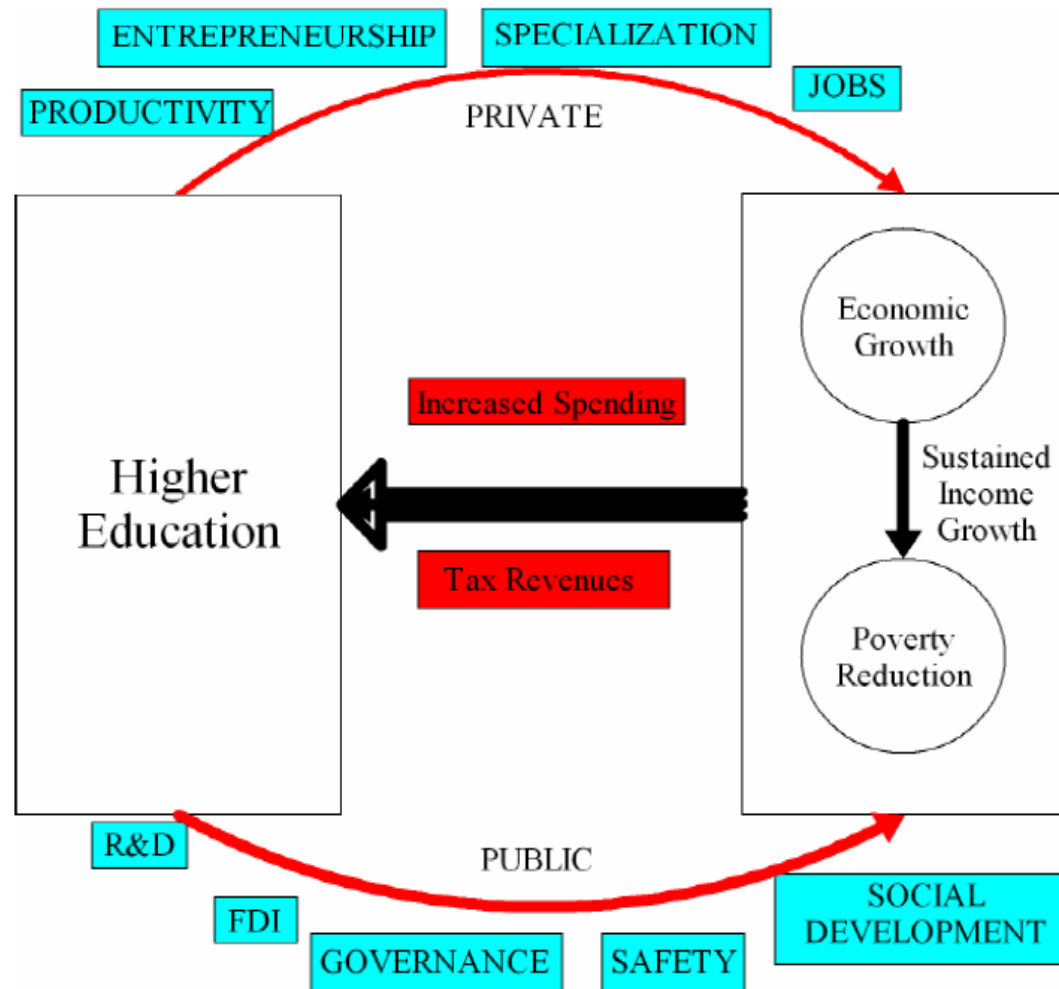 ENTREPRENEURSHIP
SPECIALIZATION
JOBS
PRODUCTIVITY
PRIVATE
Economic
Growth
Increased Spending
Higher
Education
Sustained
Income
Growth
Tax Revenues
Poverty
Reduction
R&D
PUBLIC
FDI
SOCIAL
DEVELOPMENT
GOVERNANCE
SAFETY